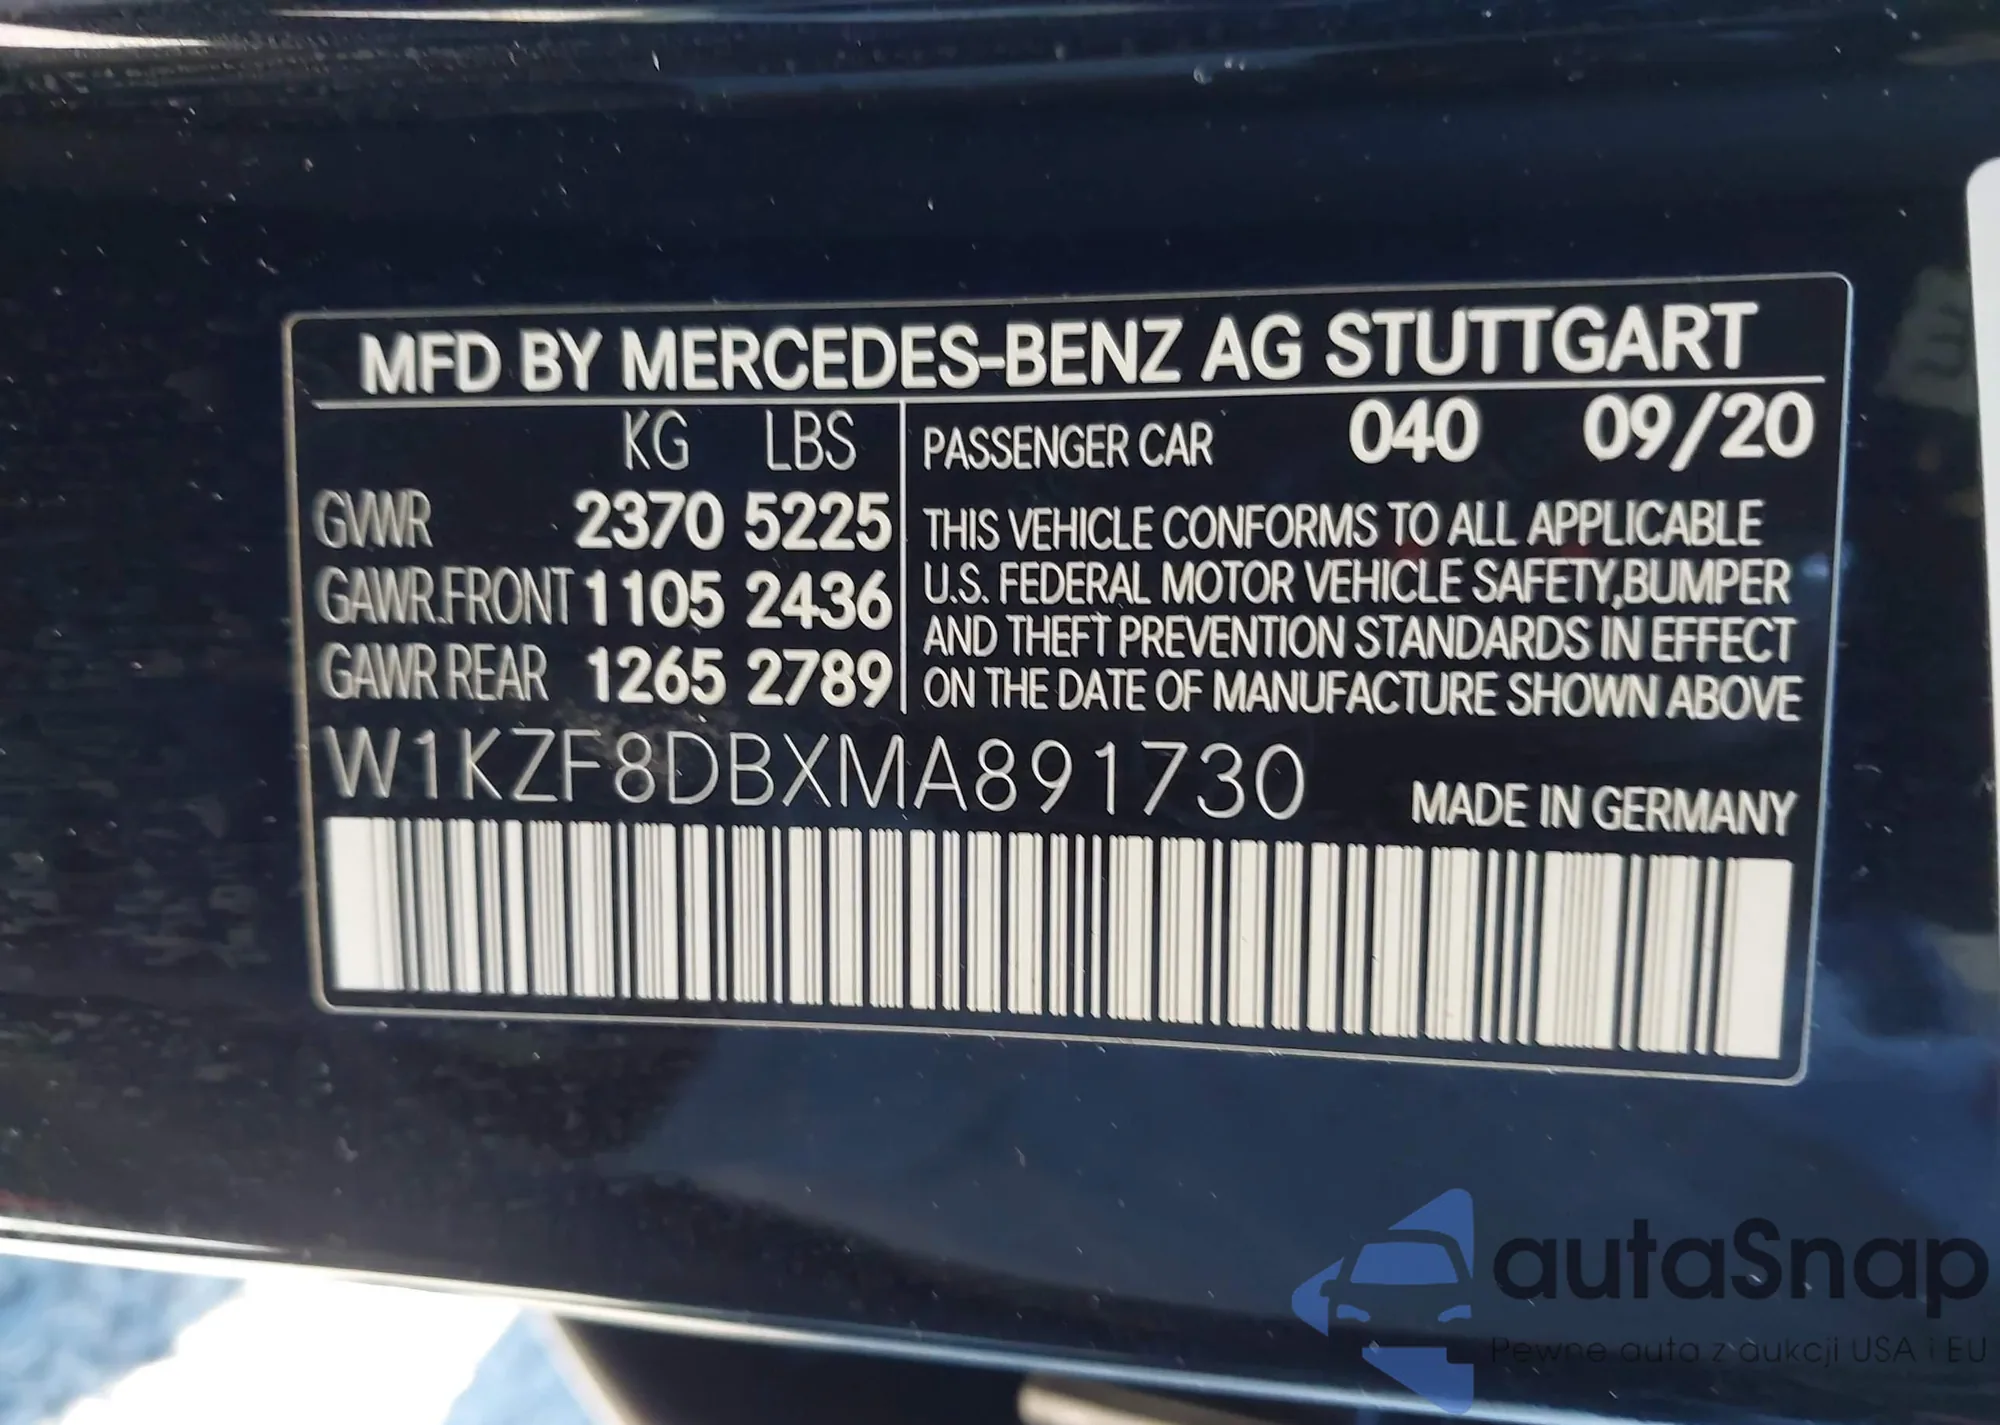 MFD BY MERCEDES-BENZ AG STUTTGART
KG LBS
GVWR 2370 5225
GAWR.FRONT 1105 2436
GAWR REAR 1265 2789
PASSENGER CAR 040 09/20
THIS VEHICLE CONFORMS TO ALL APPLICABLE
U.S. FEDERAL MOTOR VEHICLE SAFETY,BUMPER
AND THEFT PREVENTION STANDARDS IN EFFECT
ON THE DATE OF MANUFACTURE SHOWN ABOVE
W1KZF8DBXMA891730
MADE IN GERMANY
autaSnap
Pewne auta z aukcji USA i EU